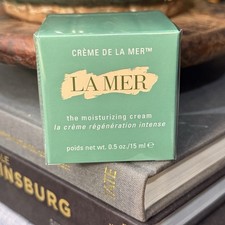 CRÈME DE LA MER™
LA MER
the moisturizing cream
la crème régénération intense
poids net wt. 0.5 oz./15 ml ℮
INSBURG